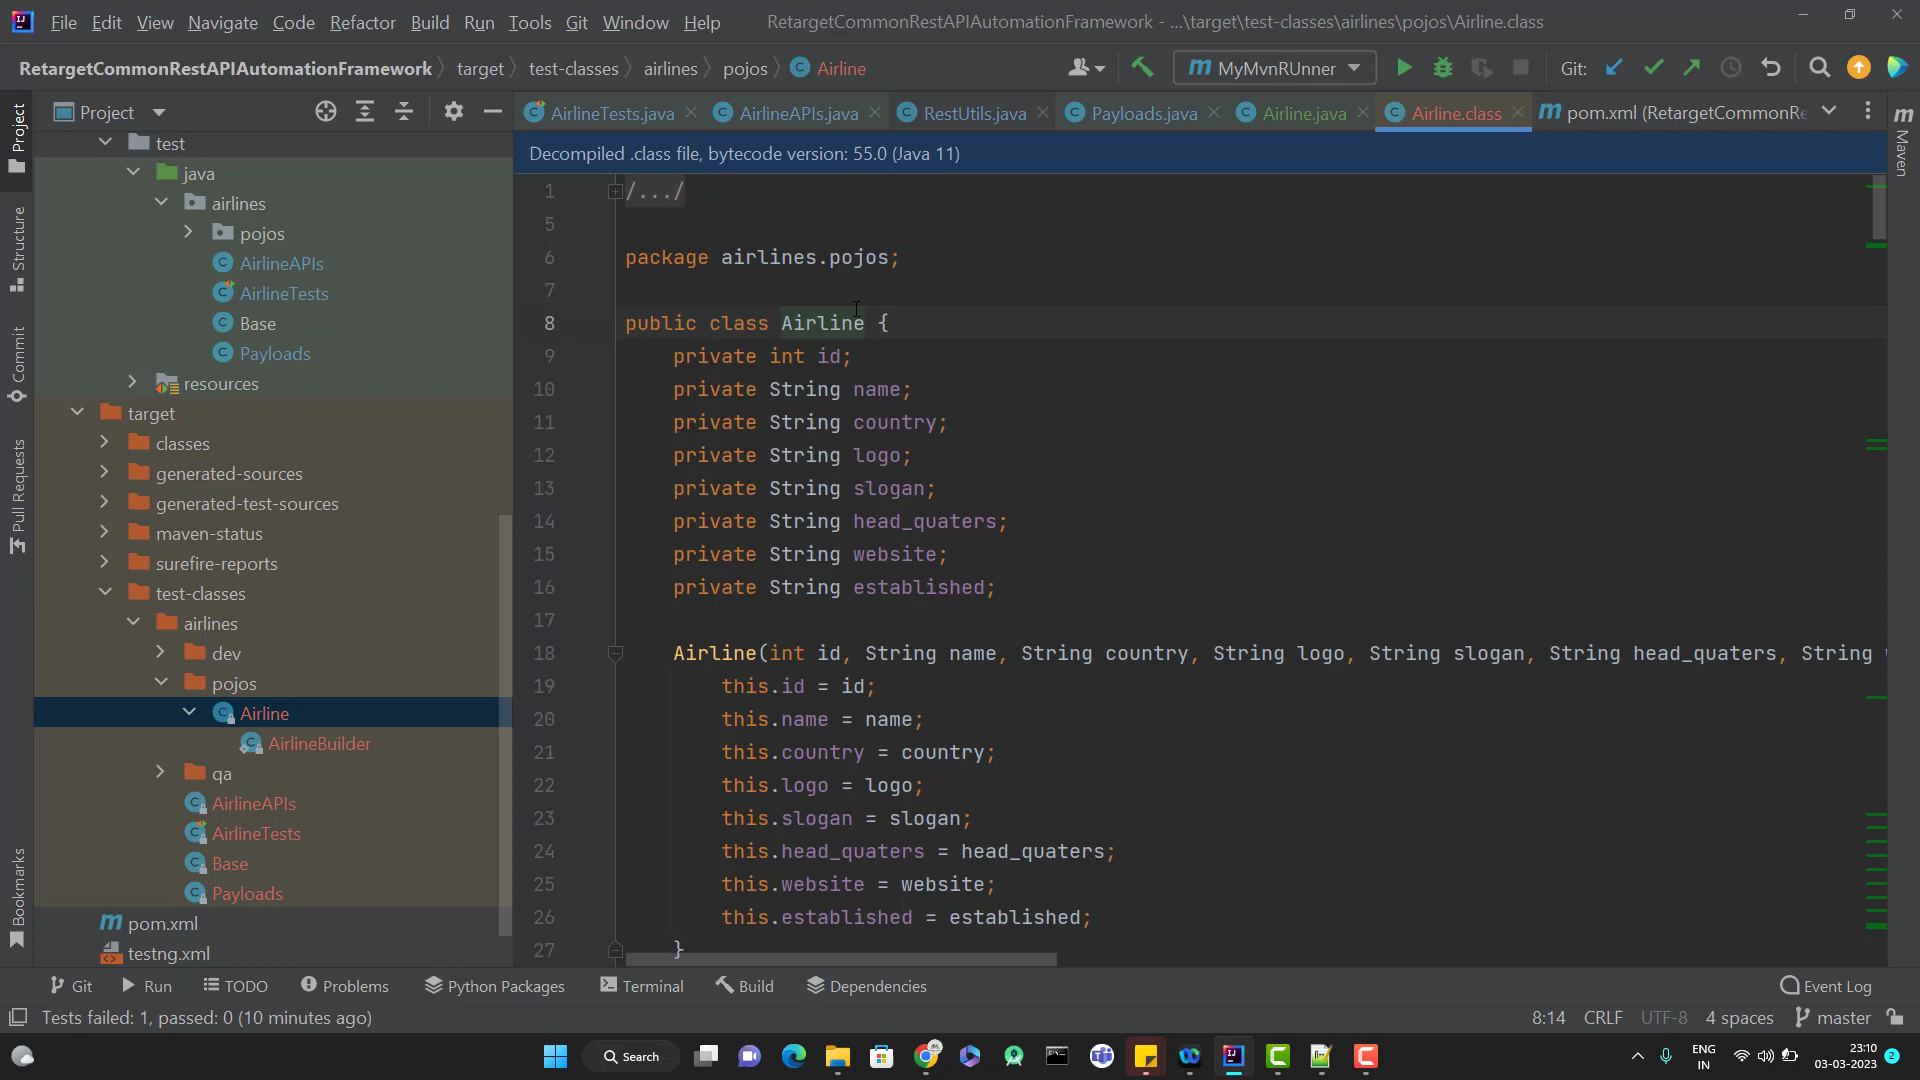 File Edit View Navigate Code Refactor Build Run Tools Git Window Help RetargetCommonRestAPIAutomationFramework - ...\target\test-classes\airlines\pojos\Airline.class
RetargetCommonRestAPIAutomationFramework target test-classes airlines pojos Airline MyMvnRUnner Git:
Project
AirlineTests.java AirlineAPIs.java RestUtils.java Payloads.java Airline.java Airline.class pom.xml (RetargetCommonRe
Decompiled .class file, bytecode version: 55.0 (Java 11)
Project
Structure
Commit
Pull Requests
Bookmarks
Maven
test
java
airlines
pojos
AirlineAPIs
AirlineTests
Base
Payloads
resources
target
classes
generated-sources
generated-test-sources
maven-status
surefire-reports
test-classes
airlines
dev
pojos
Airline
AirlineBuilder
qa
AirlineAPIs
AirlineTests
Base
Payloads
pom.xml
testng.xml
1 /.../
5
6 package airlines.pojos;
7
8 public class Airline {
9 private int id;
10 private String name;
11 private String country;
12 private String logo;
13 private String slogan;
14 private String head_quaters;
15 private String website;
16 private String established;
17
18 Airline(int id, String name, String country, String logo, String slogan, String head_quaters, String
19 this.id = id;
20 this.name = name;
21 this.country = country;
22 this.logo = logo;
23 this.slogan = slogan;
24 this.head_quaters = head_quaters;
25 this.website = website;
26 this.established = established;
27 }
Git Run TODO Problems Python Packages Terminal Build Dependencies Event Log
Tests failed: 1, passed: 0 (10 minutes ago) 8:14 CRLF UTF-8 4 spaces master
Search
ENG
IN
23:10
03-03-2023
2